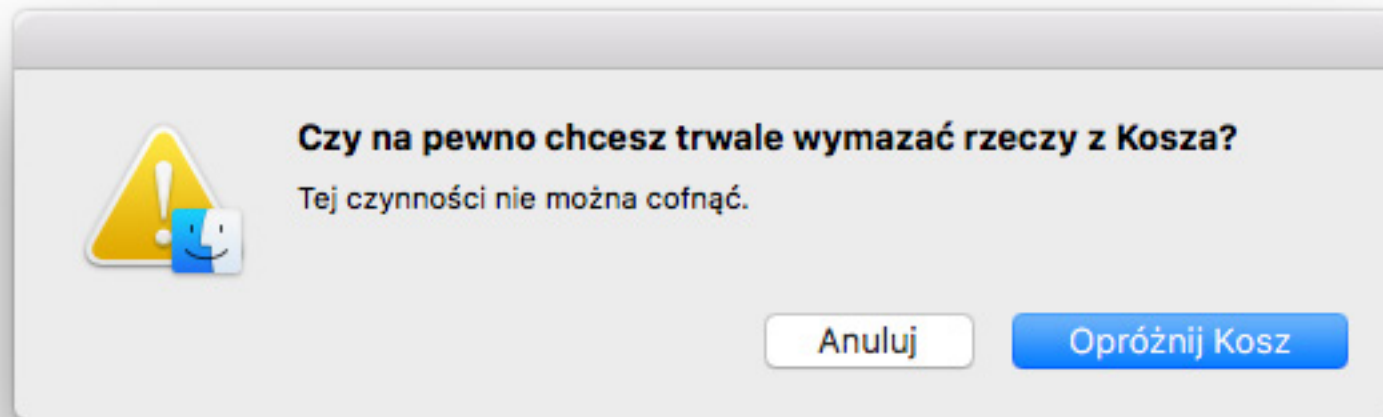 Czy na pewno chcesz trwale wymazać rzeczy z Kosza?
Tej czynności nie można cofnąć.
Anuluj
Opróżnij Kosz